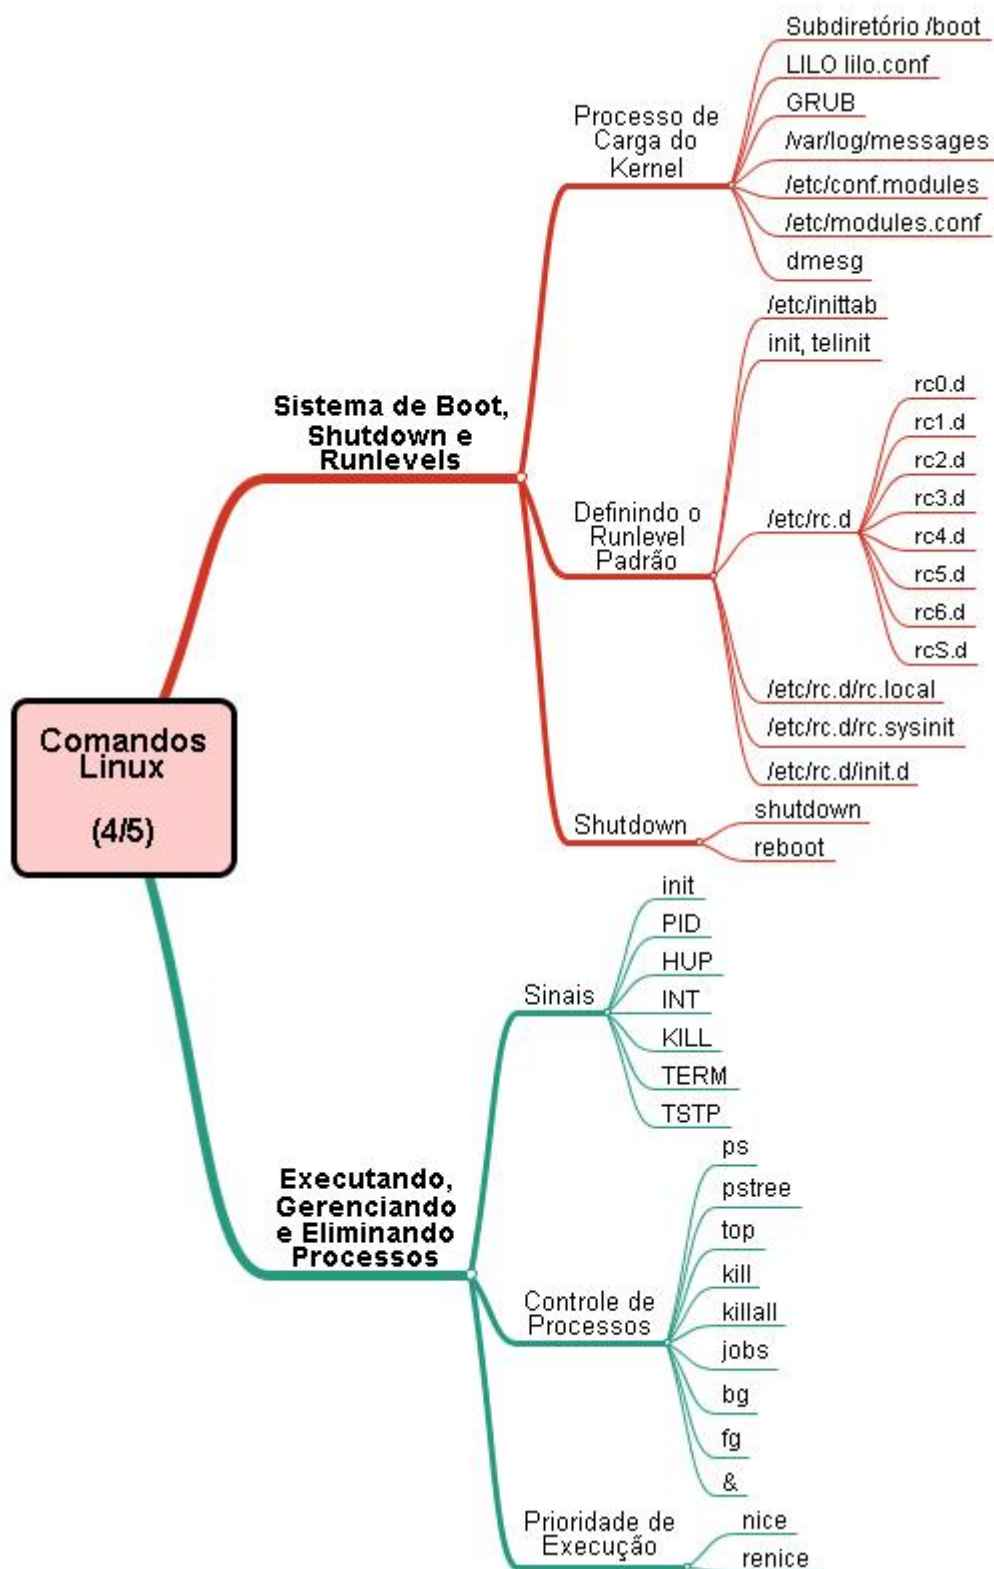 Comandos
Linux
(4/5)
Sistema de Boot,
Shutdown e
Runlevels
Processo de
Carga do
Kernel
Subdiretório /boot
LILO lilo.conf
GRUB
/var/log/messages
/etc/conf.modules
/etc/modules.conf
dmesg
Definindo o
Runlevel
Padrão
/etc/inittab
init, telinit
/etc/rc.d
rc0.d
rc1.d
rc2.d
rc3.d
rc4.d
rc5.d
rc6.d
rcS.d
/etc/rc.d/rc.local
/etc/rc.d/rc.sysinit
/etc/rc.d/init.d
Shutdown
shutdown
reboot
Executando,
Gerenciando
e Eliminando
Processos
Sinais
init
PID
HUP
INT
KILL
TERM
TSTP
Controle de
Processos
ps
pstree
top
kill
killall
jobs
bg
fg
&
Prioridade de
Execução
nice
renice